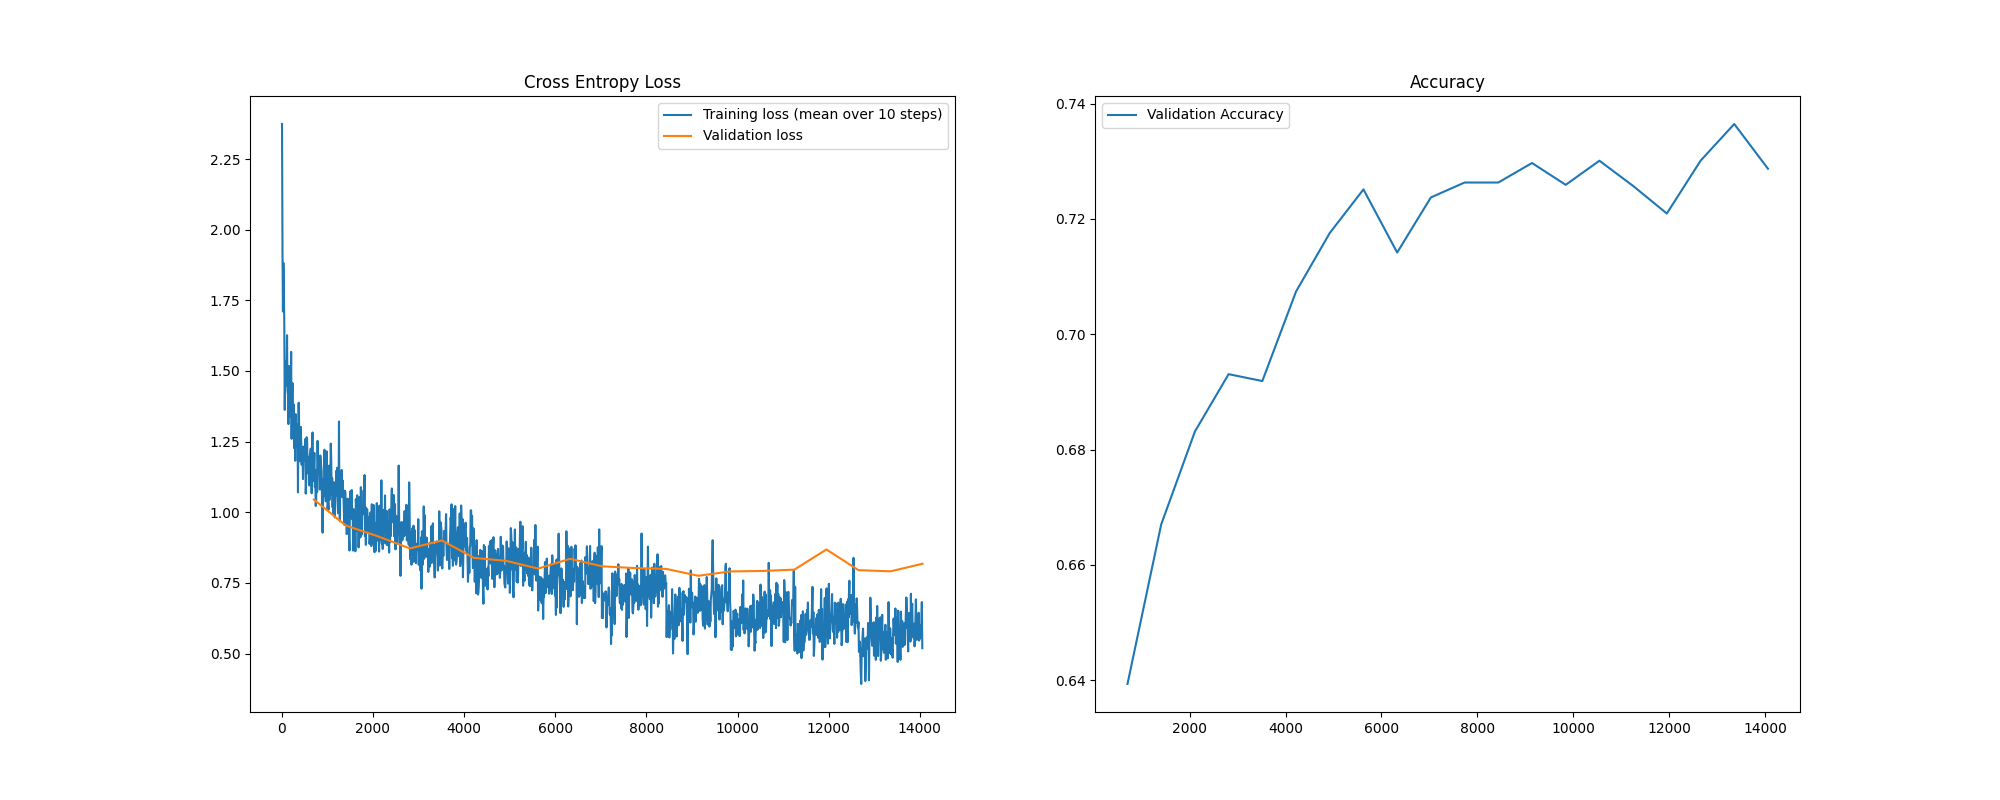 Cross Entropy Loss
Training loss (mean over 10 steps)
Validation loss
2.25
2.00
1.75
1.50
1.25
1.00
0.75
0.50
0 2000 4000 6000 8000 10000 12000 14000
Accuracy
Validation Accuracy
0.74
0.72
0.70
0.68
0.66
0.64
2000 4000 6000 8000 10000 12000 14000